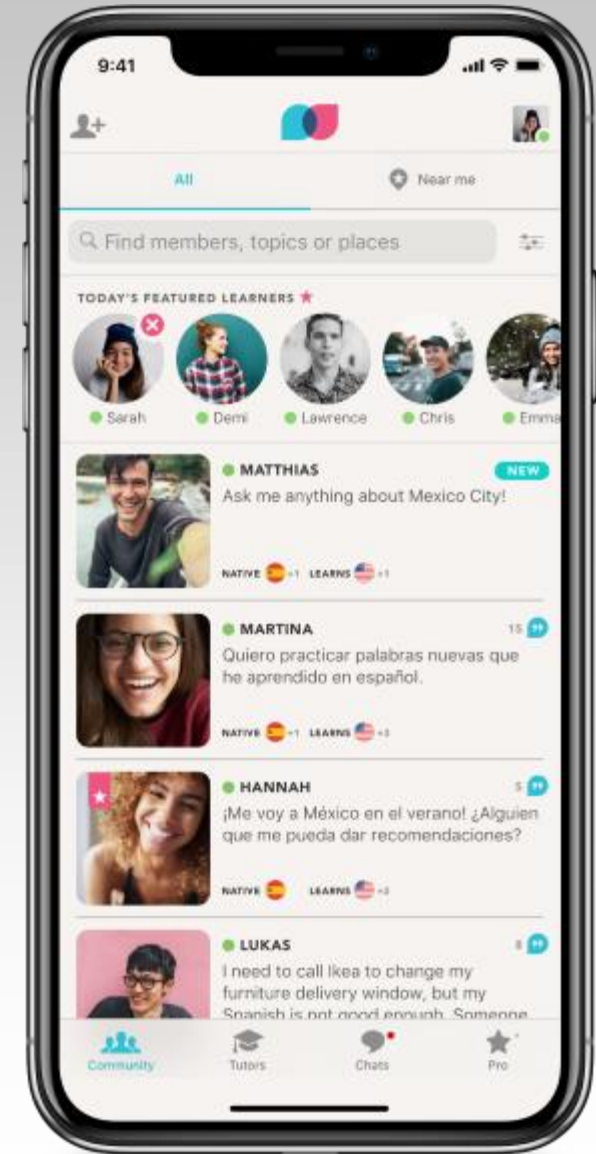 9:41
All
Near me
Find members, topics or places
TODAY'S FEATURED LEARNERS
Sarah
Demi
Lawrence
Chris
Emma
MATTHIAS
NEW
Ask me anything about Mexico City!
NATIVE +1 LEARNS +1
MARTINA
15
Quiero practicar palabras nuevas que
he aprendido en español.
NATIVE +1 LEARNS +3
HANNAH
5
¡Me voy a México en el verano! ¿Alguien
que me pueda dar recomendaciones?
NATIVE LEARNS +2
LUKAS
8
I need to call Ikea to change my
furniture delivery window, but my
Spanish is not good enough. Someone
Community
Tutors
Chats
Pro